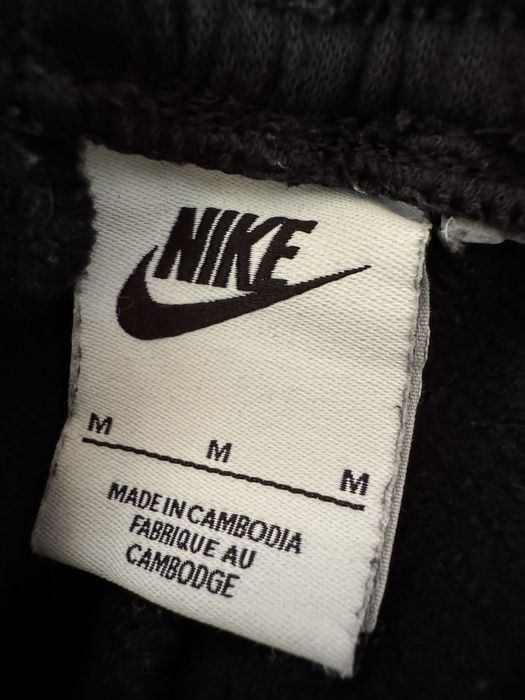 NIKE
M M M
MADE IN CAMBODIA
FABRIQUE AU
CAMBODGE